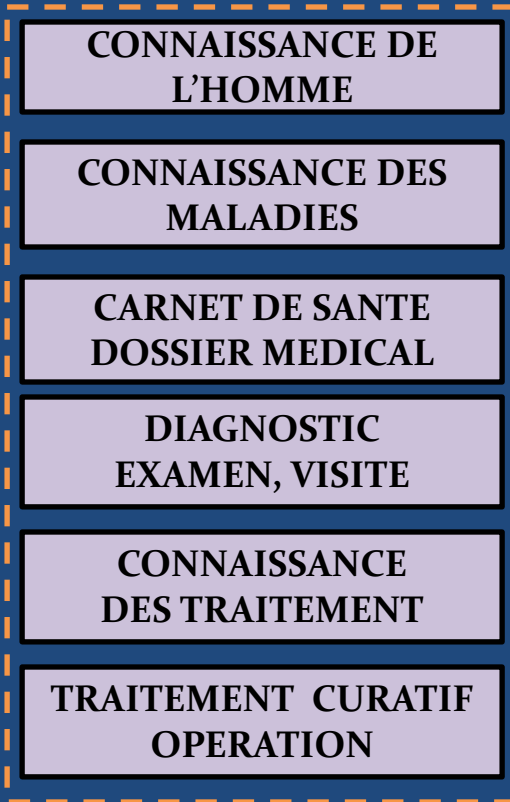 CONNAISSANCE DE
L’HOMME
CONNAISSANCE DES
MALADIES
CARNET DE SANTE
DOSSIER MEDICAL
DIAGNOSTIC
EXAMEN, VISITE
CONNAISSANCE
DES TRAITEMENT
TRAITEMENT CURATIF
OPERATION